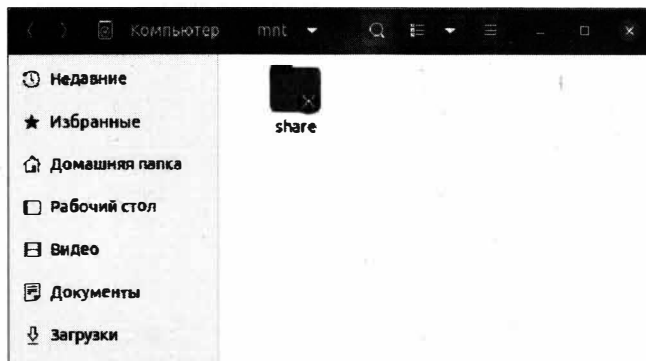 Компьютер mnt
Недавние
share
Избранные
Домашняя папка
Рабочий стол
Видео
Документы
Загрузки